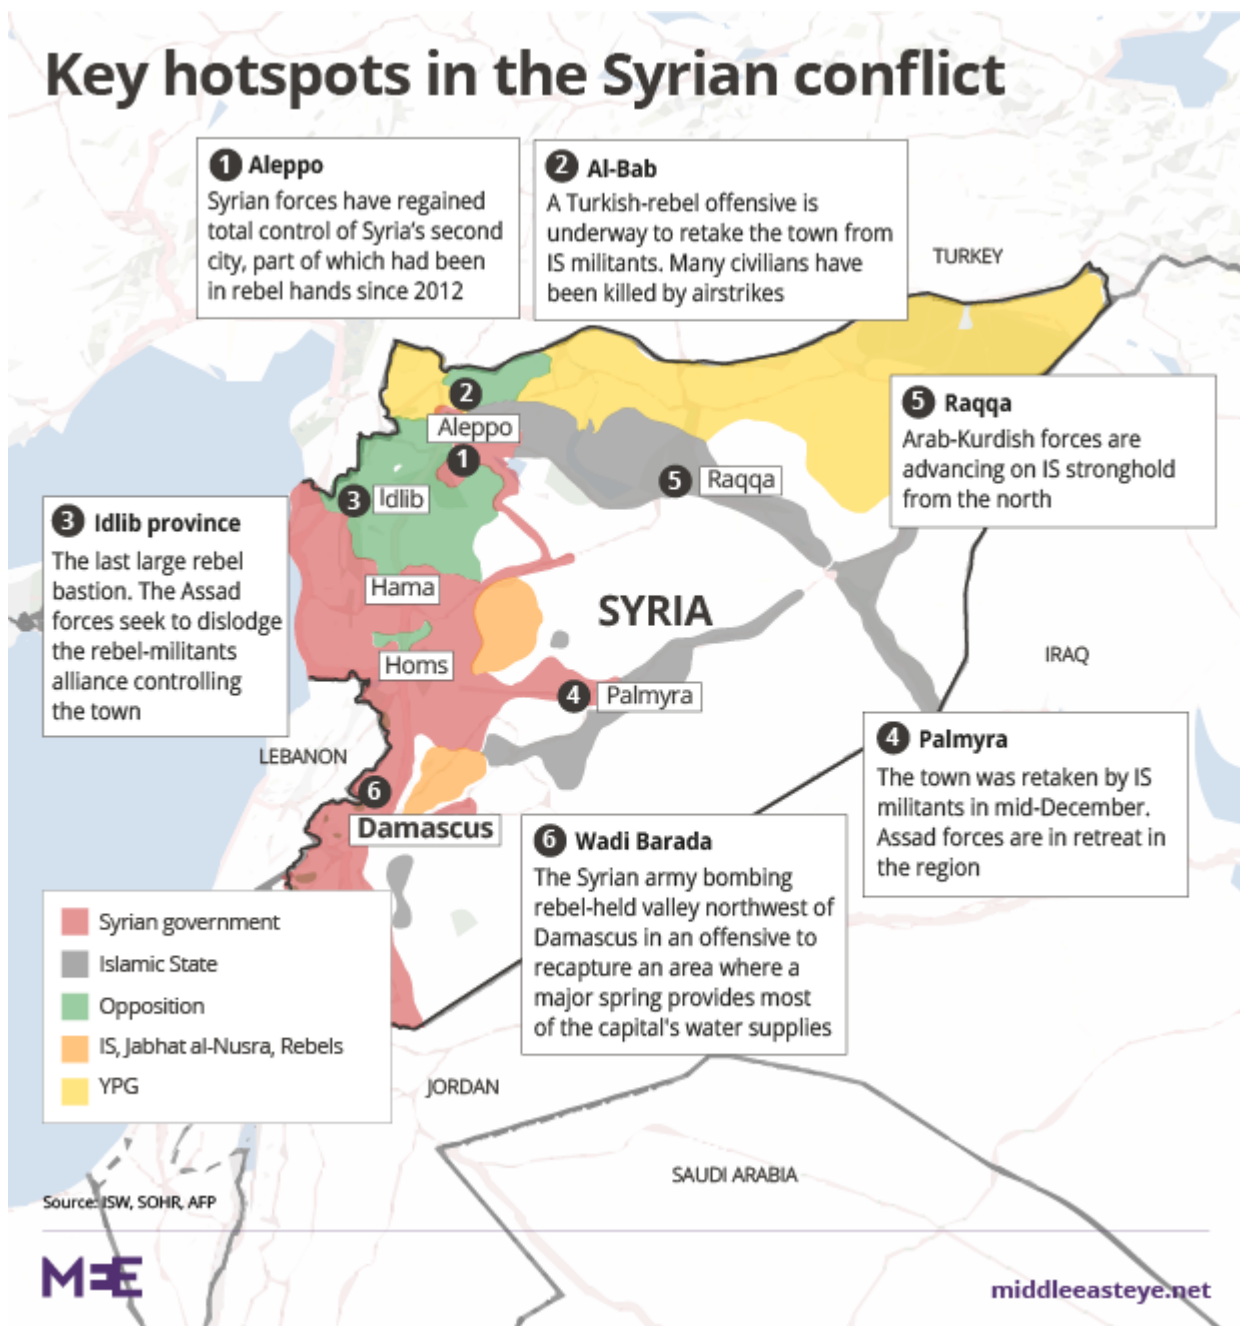 Key hotspots in the Syrian conflict
1 Aleppo
Syrian forces have regained
total control of Syria's second
city, part of which had been
in rebel hands since 2012
2 Al-Bab
A Turkish-rebel offensive is
underway to retake the town from
IS militants. Many civilians have
been killed by airstrikes
TURKEY
2
Aleppo
1
5 Raqqa
Arab-Kurdish forces are
advancing on IS stronghold
from the north
5 Raqqa
3 Idlib
3 Idlib province
The last large rebel
bastion. The Assad
forces seek to dislodge
the rebel-militants
alliance controlling
the town
Hama
SYRIA
Homs
IRAQ
4 Palmyra
LEBANON
4 Palmyra
The town was retaken by IS
militants in mid-December.
Assad forces are in retreat in
the region
6
Damascus
6 Wadi Barada
The Syrian army bombing
rebel-held valley northwest of
Damascus in an offensive to
recapture an area where a
major spring provides most
of the capital's water supplies
Syrian government
Islamic State
Opposition
IS, Jabhat al-Nusra, Rebels
YPG
JORDAN
SAUDI ARABIA
Source: ISW, SOHR, AFP
MEE
middleeasteye.net